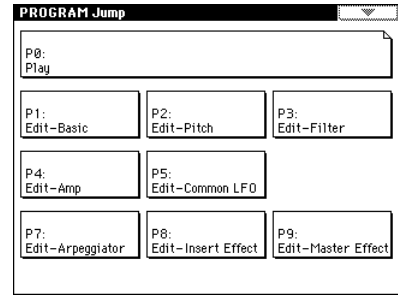 PROGRAM Jump
P0:
Play
P1:
Edit-Basic
P2:
Edit-Pitch
P3:
Edit-Filter
P4:
Edit-Amp
P5:
Edit-Common LFO
P7:
Edit-Arpeggiator
P8:
Edit-Insert Effect
P9:
Edit-Master Effect